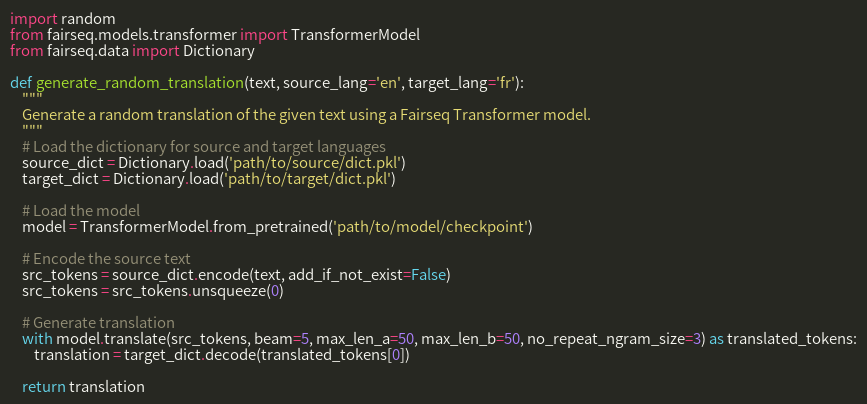 import random
from fairseq.models.transformer import TransformerModel
from fairseq.data import Dictionary

def generate_random_translation(text, source_lang='en', target_lang='fr'):
    """
    Generate a random translation of the given text using a Fairseq Transformer model.
    """
    # Load the dictionary for source and target languages
    source_dict = Dictionary.load('path/to/source/dict.pkl')
    target_dict = Dictionary.load('path/to/target/dict.pkl')

    # Load the model
    model = TransformerModel.from_pretrained('path/to/model/checkpoint')

    # Encode the source text
    src_tokens = source_dict.encode(text, add_if_not_exist=False)
    src_tokens = src_tokens.unsqueeze(0)

    # Generate translation
    with model.translate(src_tokens, beam=5, max_len_a=50, max_len_b=50, no_repeat_ngram_size=3) as translated_tokens:
        translation = target_dict.decode(translated_tokens[0])

    return translation